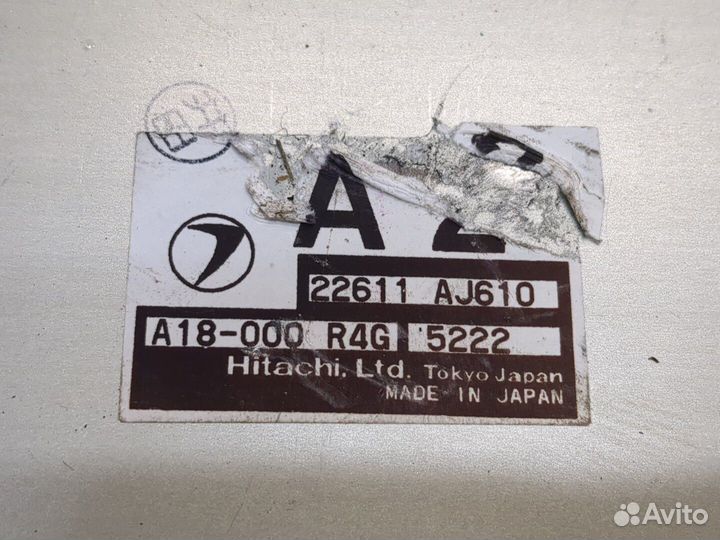 A
22611 AJ610
A18-000 R4G 5222
Hitachi, Ltd. Tokyo Japan
MADE IN JAPAN
Avito